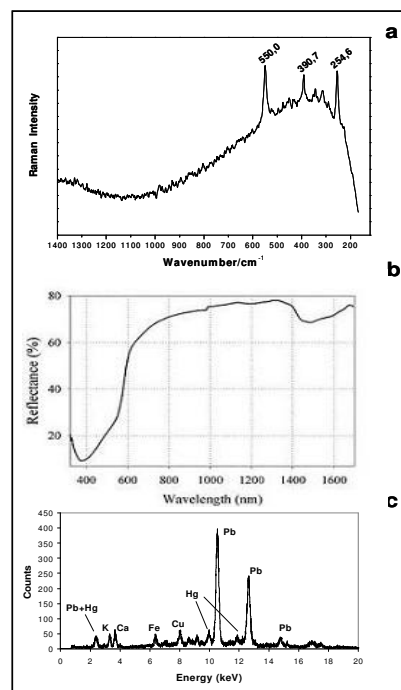 a
550,0 390,7 254,6
Raman Intensity
1400 1300 1200 1100 1000 900 800 700 600 500 400 300 200
Wavenumber/cm⁻¹
b
80
60
40
20
Reflectance (%)
400 600 800 1000 1200 1400 1600
Wavelength (nm)
c
450
400
350
300
250
200
150
100
50
0
Counts
Pb
Hg
Pb
Pb+Hg
K Ca Fe Cu Pb
0 2 4 6 8 10 12 14 16 18 20
Energy (keV)